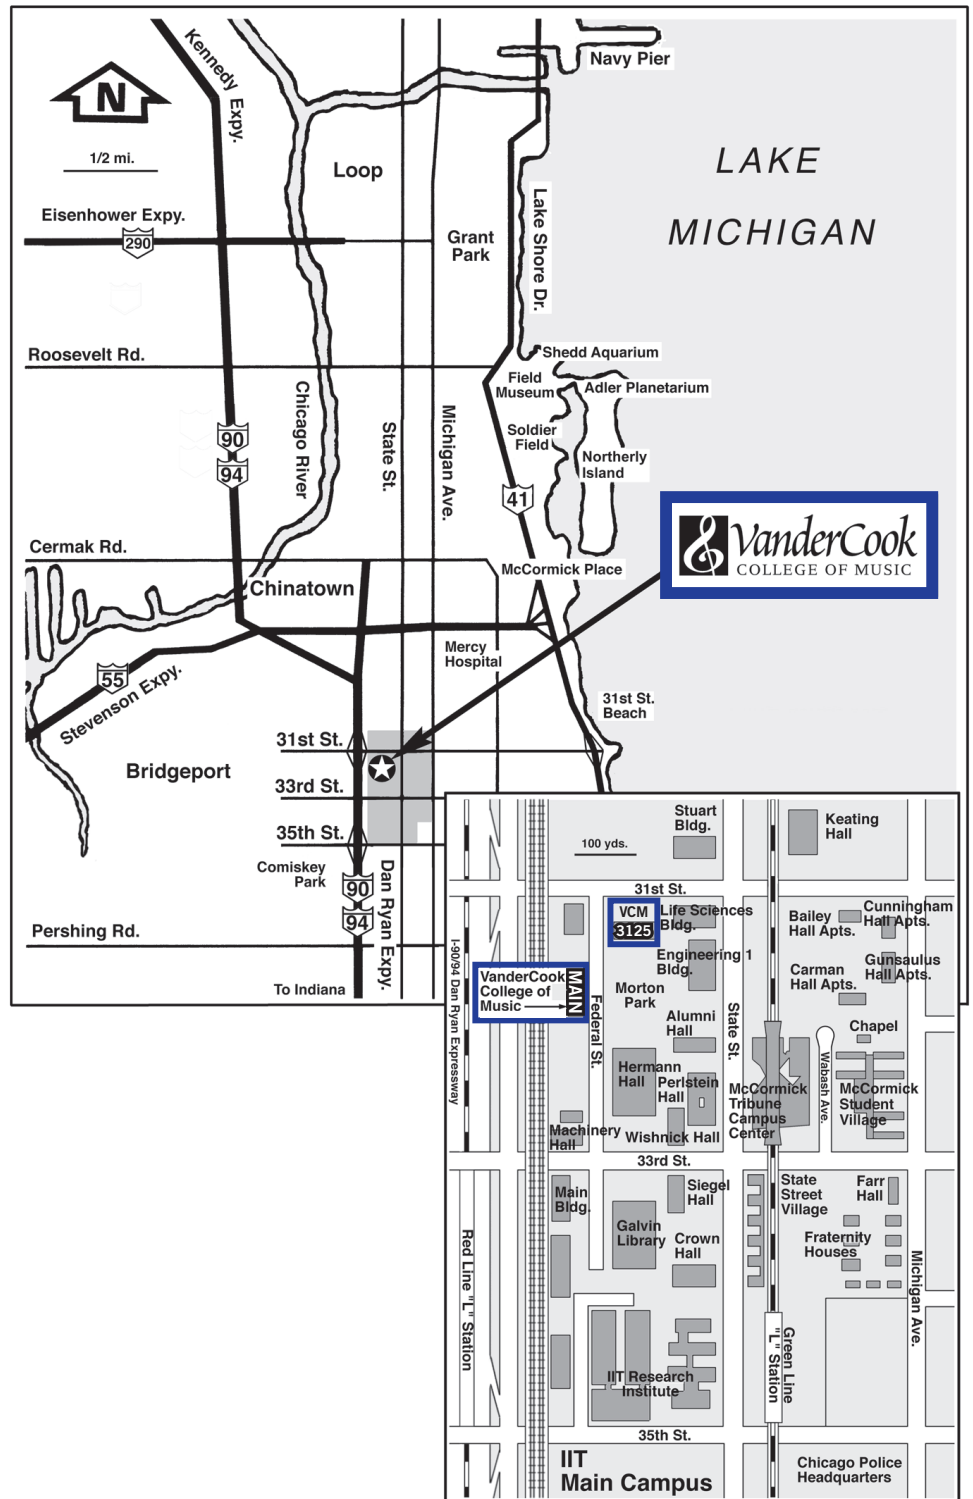 Navy Pier
Kennedy Expy.
N
1/2 mi.
Loop
LAKE
MICHIGAN
Eisenhower Expy.
290
Grant
Park
Lake Shore Dr.
Roosevelt Rd.
Shedd Aquarium
Field
Museum
Adler Planetarium
Chicago River
State St.
Michigan Ave.
Soldier
Field
Northerly
Island
90
94
41
VanderCook
COLLEGE OF MUSIC
Cermak Rd.
McCormick Place
Chinatown
Mercy
Hospital
55
Stevenson Expy.
31st St.
Beach
31st St.
Bridgeport
33rd St.
35th St.
Comiskey
Park
90
94
Dan Ryan Expy.
Pershing Rd.
To Indiana
Stuart
Bldg.
Keating
Hall
100 yds.
31st St.
VCM
3125
Life Sciences
Bldg.
Bailey
Hall Apts.
Cunningham
Hall Apts.
Engineering 1
Bldg.
Carman
Hall Apts.
Gunsaulus
Hall Apts.
VanderCook
College of
Music
MAIN
Morton
Park
I-90/94 Dan Ryan Expressway
Federal St.
State St.
Alumni
Hall
Chapel
Wabash Ave.
Hermann
Hall
Perlstein
Hall
McCormick
Tribune
Campus
Center
McCormick
Student
Village
Machinery
Hall
Wishnick Hall
33rd St.
Main
Bldg.
Siegel
Hall
State
Street
Village
Farr
Hall
Galvin
Library
Crown
Hall
Fraternity
Houses
Red Line "L" Station
Michigan Ave.
Green Line
"L" Station
IIT Research
Institute
35th St.
IIT
Main Campus
Chicago Police
Headquarters